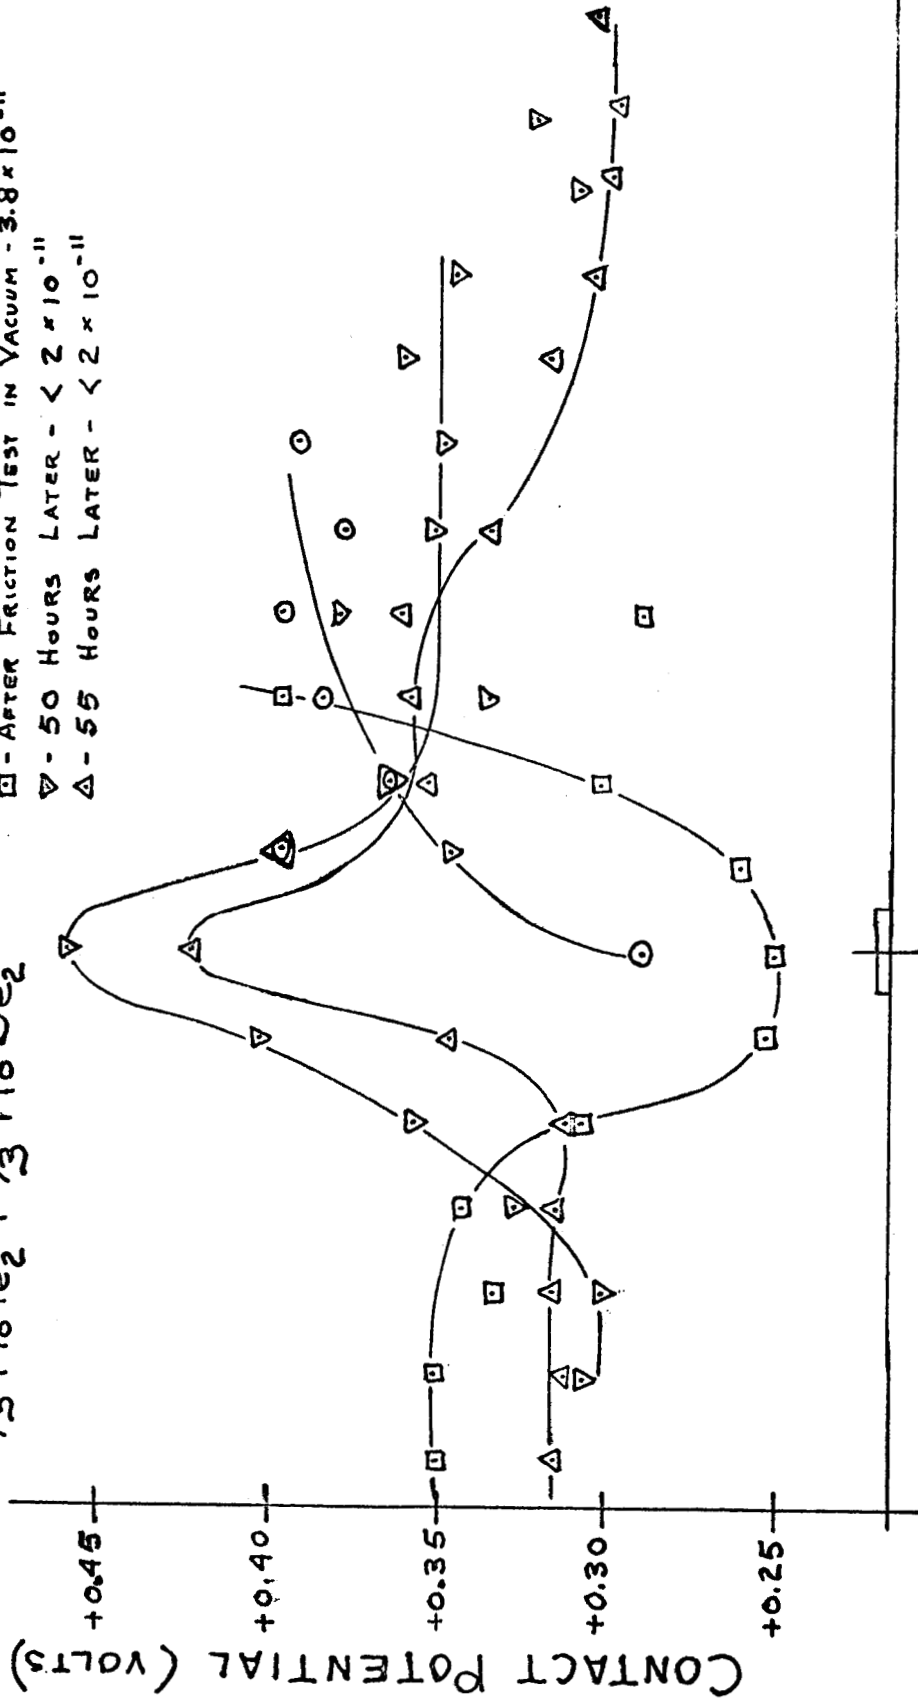 □ - AFTER FRICTION TEST IN VACUUM - 3.8 × 10⁻¹¹
▽ - 50 HOURS LATER - < 2 × 10⁻¹¹
△ - 55 HOURS LATER - < 2 × 10⁻¹¹
CONTACT POTENTIAL (VOLTS)
+0.45
+0.40
+0.35
+0.30
+0.25